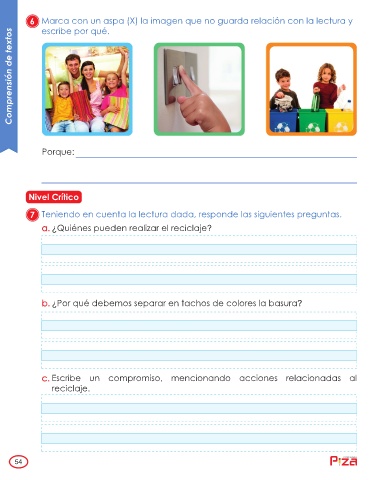 Comprensión de textos
6 Marca con un aspa (X) la imagen que no guarda relación con la lectura y
escribe por qué.
Porque:
Nivel Crítico
7 Teniendo en cuenta la lectura dada, responde las siguientes preguntas.
a. ¿Quiénes pueden realizar el reciclaje?
b. ¿Por qué debemos separar en tachos de colores la basura?
c. Escribe un compromiso, mencionando acciones relacionadas al
reciclaje.
54